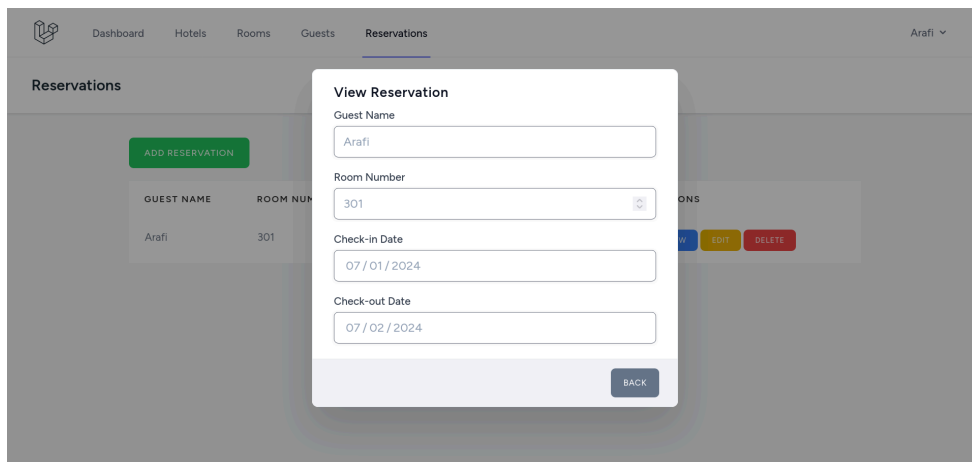 Dashboard Hotels Rooms Guests Reservations Arafi
Reservations
View Reservation
Guest Name
Arafi
Room Number
301
Check-in Date
07 / 01 / 2024
Check-out Date
07 / 02 / 2024
BACK
ADD RESERVATION
GUEST NAME ROOM NUM ONS
Arafi 301 W EDIT DELETE